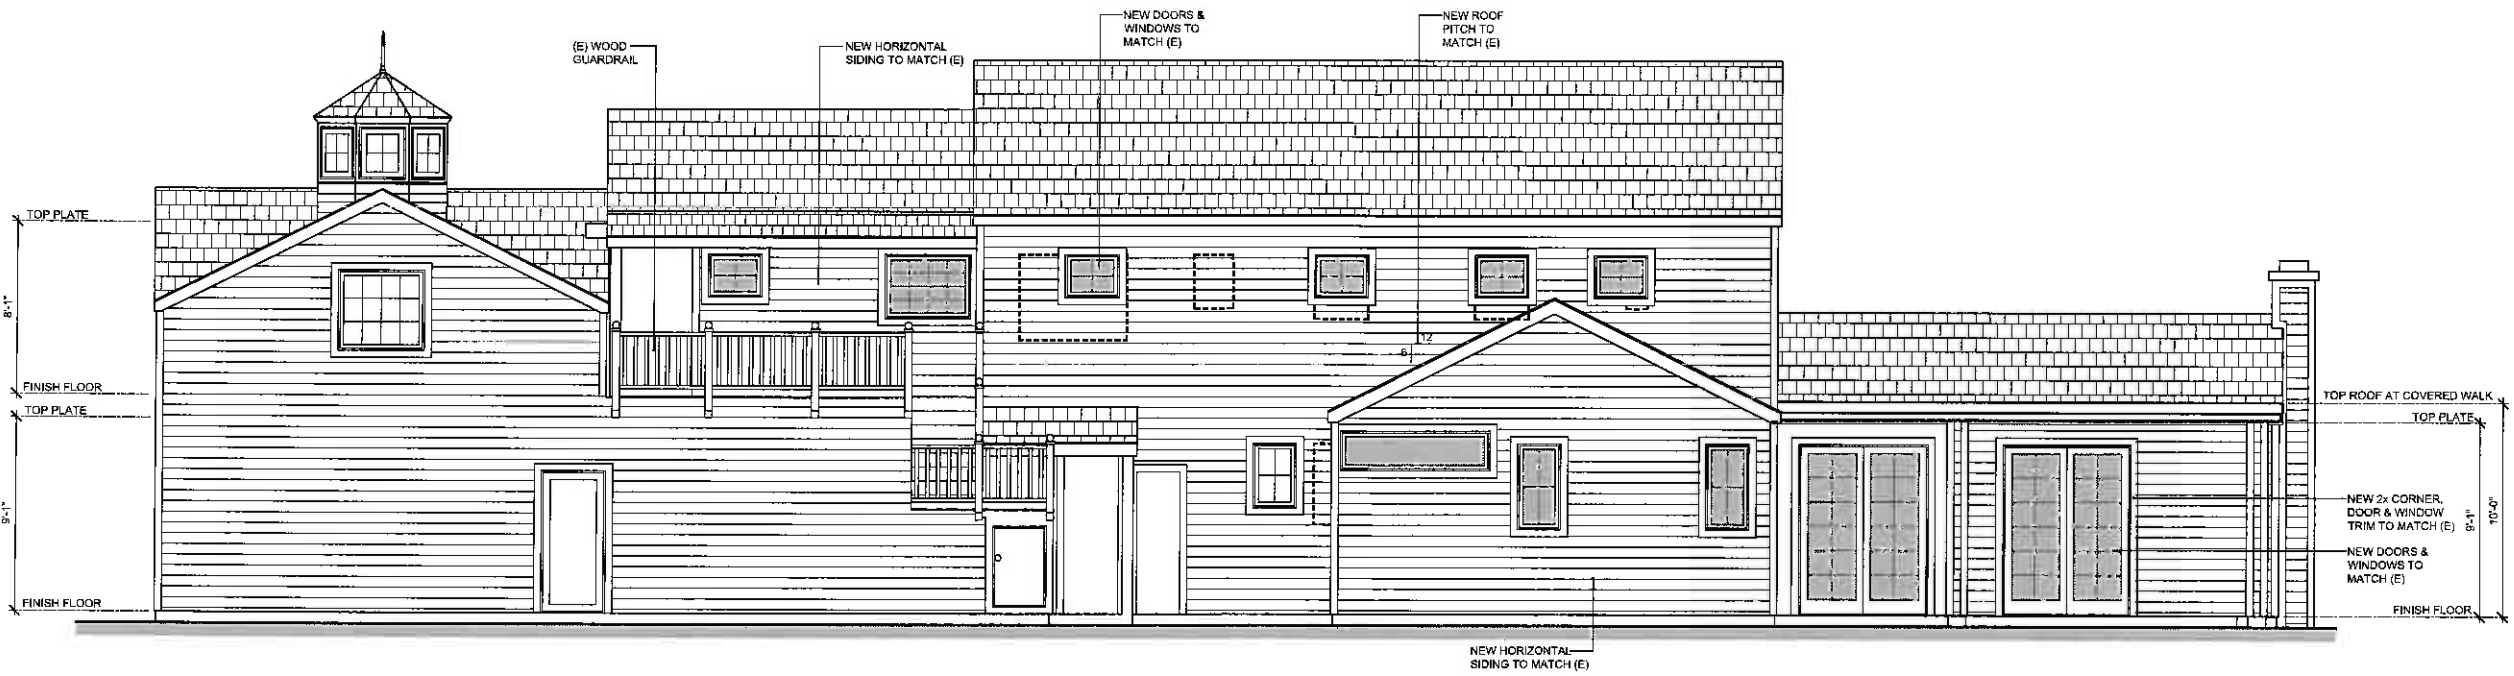 NEW DOORS &
WINDOWS TO
MATCH (E)
NEW ROOF
PITCH TO
MATCH (E)
(E) WOOD
GUARDRAIL
NEW HORIZONTAL
SIDING TO MATCH (E)
TOP PLATE
8'-1"
FINISH FLOOR
TOP PLATE
9'-1"
FINISH FLOOR
12
6
TOP ROOF AT COVERED WALK
TOP PLATE
NEW 2x CORNER,
DOOR & WINDOW
TRIM TO MATCH (E)
9'-1"
10'-0"
NEW DOORS &
WINDOWS TO
MATCH (E)
FINISH FLOOR
NEW HORIZONTAL
SIDING TO MATCH (E)